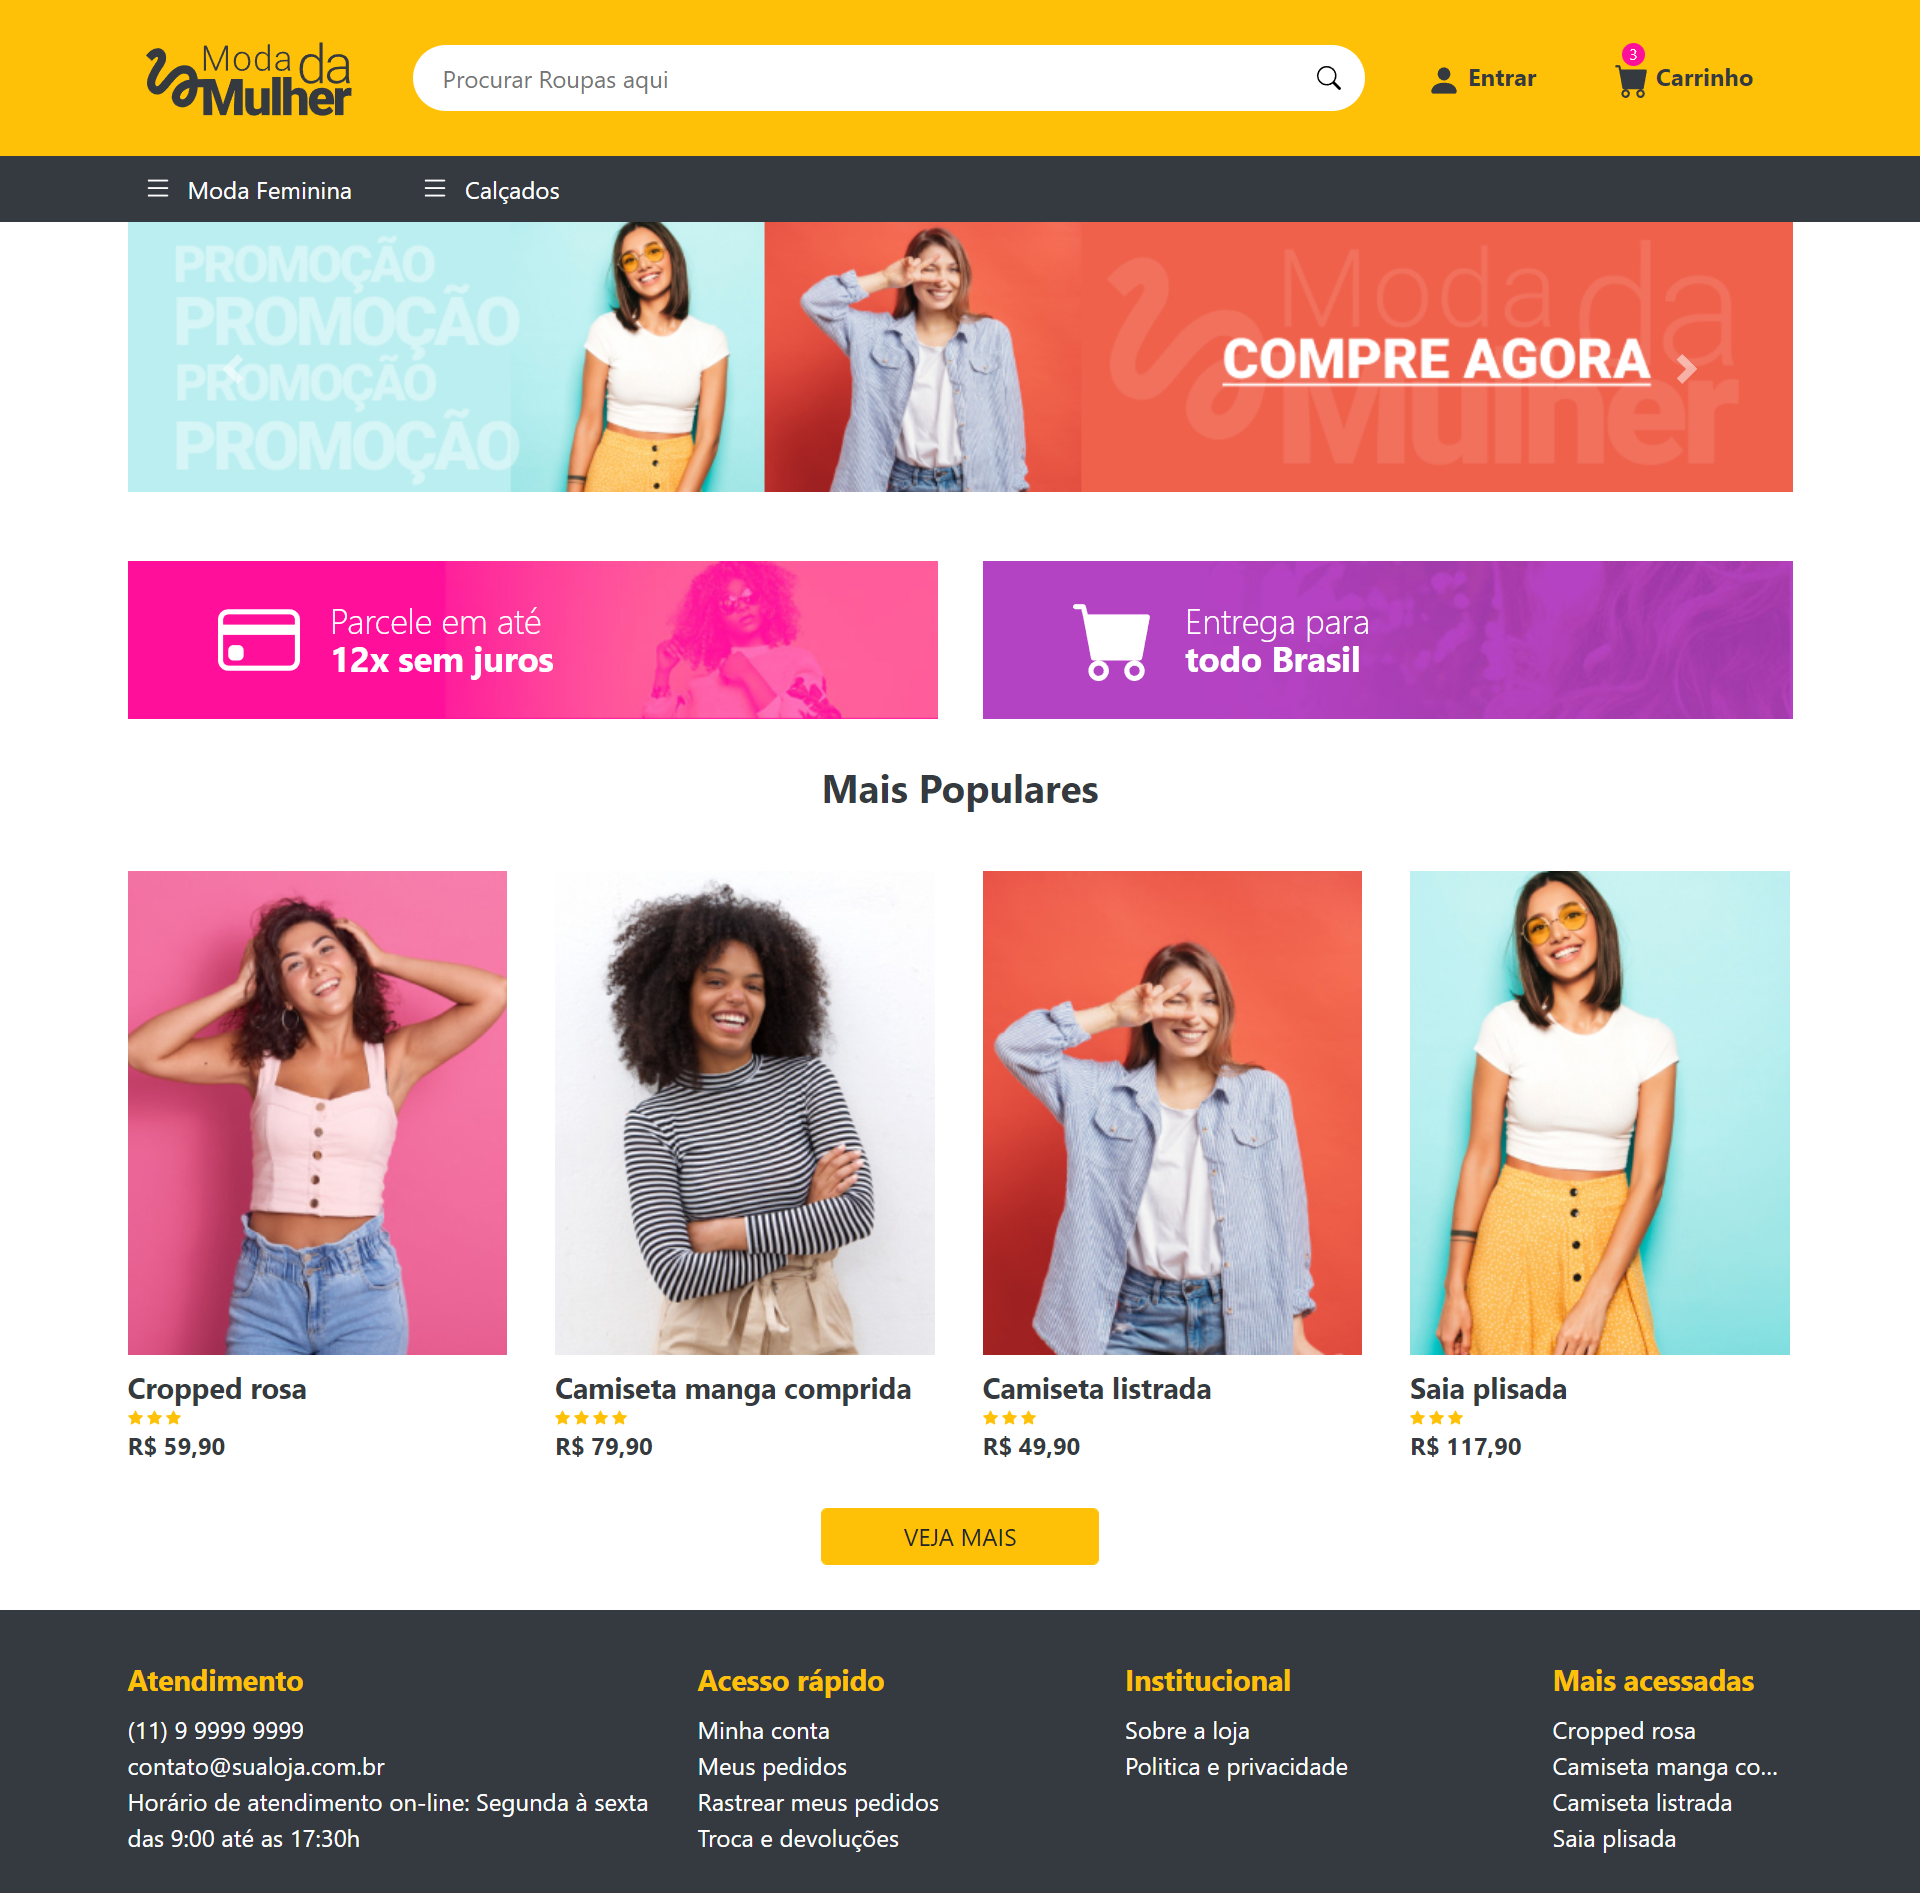 Moda da
Mulher
Procurar Roupas aqui
Entrar
3
Carrinho
Moda Feminina
Calçados
PROMOÇÃO
PROMOÇÃO
PROMOÇÃO
PROMOÇÃO
Moda da
Mulher
COMPRE AGORA
Parcele em até
12x sem juros
Entrega para
todo Brasil
Mais Populares
Cropped rosa
R$ 59,90
Camiseta manga comprida
R$ 79,90
Camiseta listrada
R$ 49,90
Saia plisada
R$ 117,90
VEJA MAIS
Atendimento
(11) 9 9999 9999
contato@sualoja.com.br
Horário de atendimento on-line: Segunda à sexta
das 9:00 até as 17:30h
Acesso rápido
Minha conta
Meus pedidos
Rastrear meus pedidos
Troca e devoluções
Institucional
Sobre a loja
Politica e privacidade
Mais acessadas
Cropped rosa
Camiseta manga co...
Camiseta listrada
Saia plisada